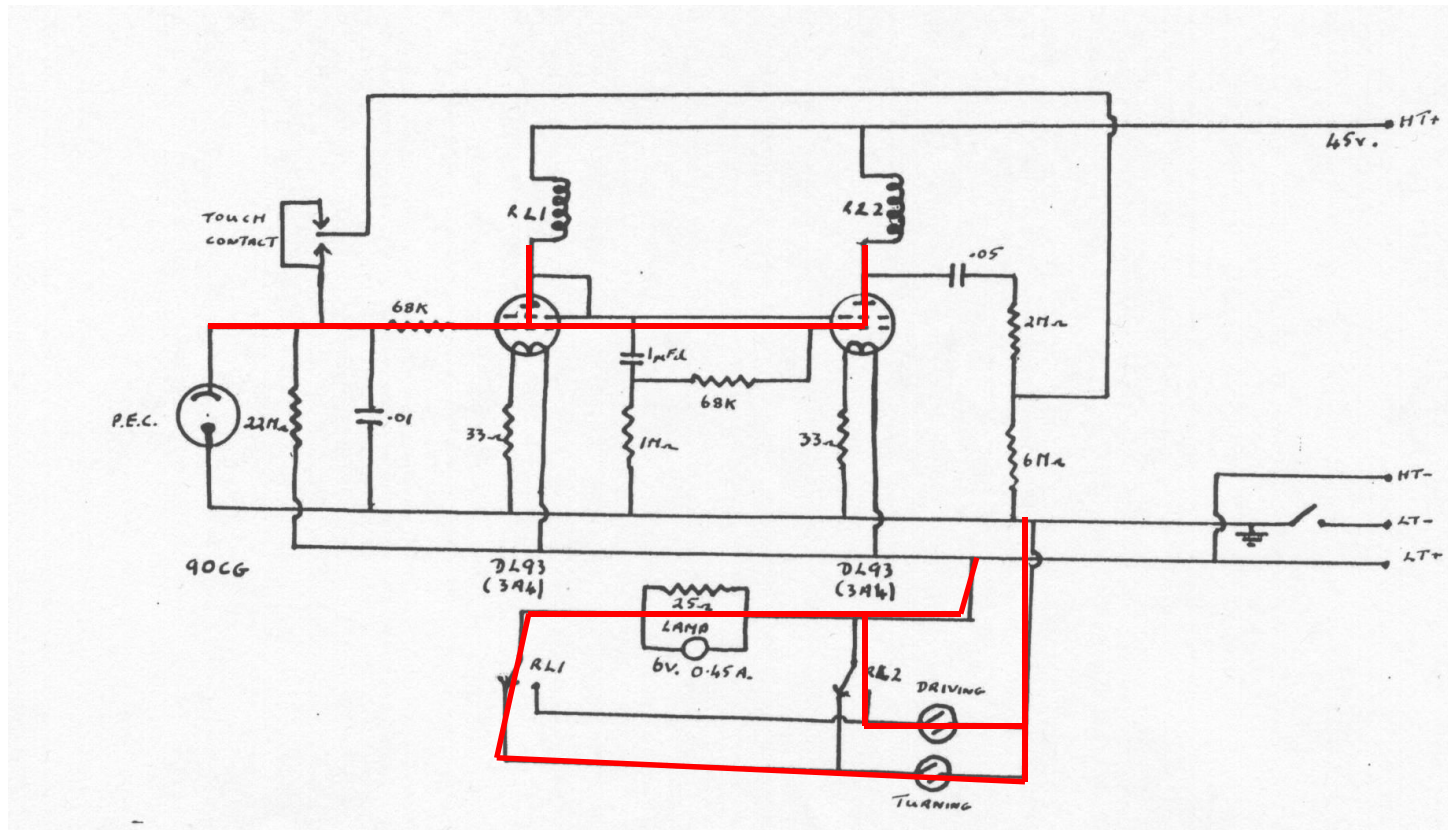 HT+
45v.
RL1
RL2
TOUCH
CONTACT
.05
68K
2MΩ
1µFd
68K
P.E.C.
22MΩ
.01
33Ω
1MΩ
33Ω
6MΩ
HT-
LT-
LT+
90CG
DL93
(3A4)
DL93
(3A4)
25Ω
LAMP
6V. 0.45A.
RL1
RL2
DRIVING
TURNING